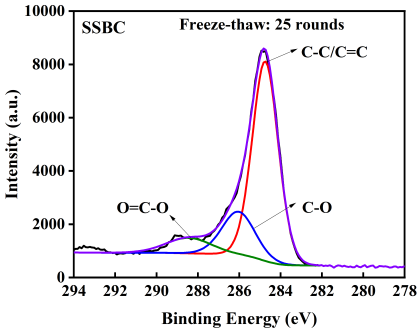 SSBC
Freeze-thaw: 25 rounds
C-C/C=C
O=C-O
C-O
Intensity (a.u.)
10000
8000
6000
4000
2000
0
294 292 290 288 286 284 282 280 278
Binding Energy (eV)